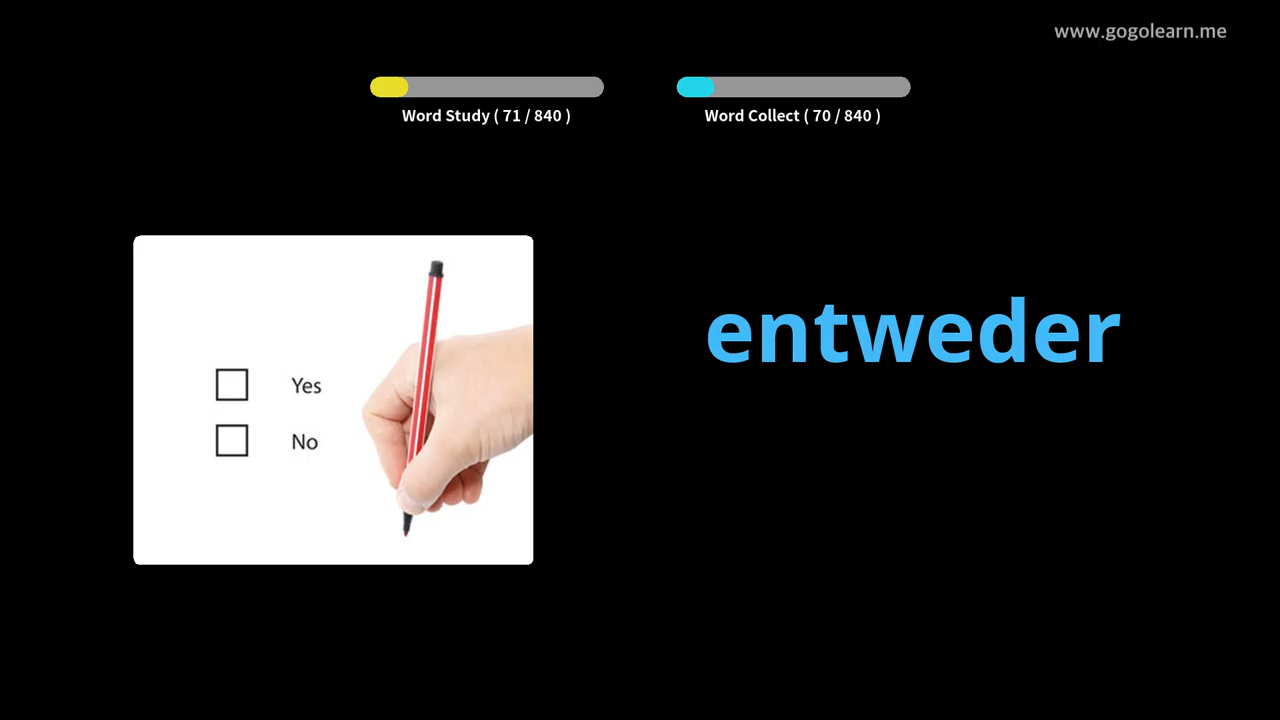 www.gogolearn.me
Word Study ( 71 / 840 )
Word Collect ( 70 / 840 )
entweder
Yes
No